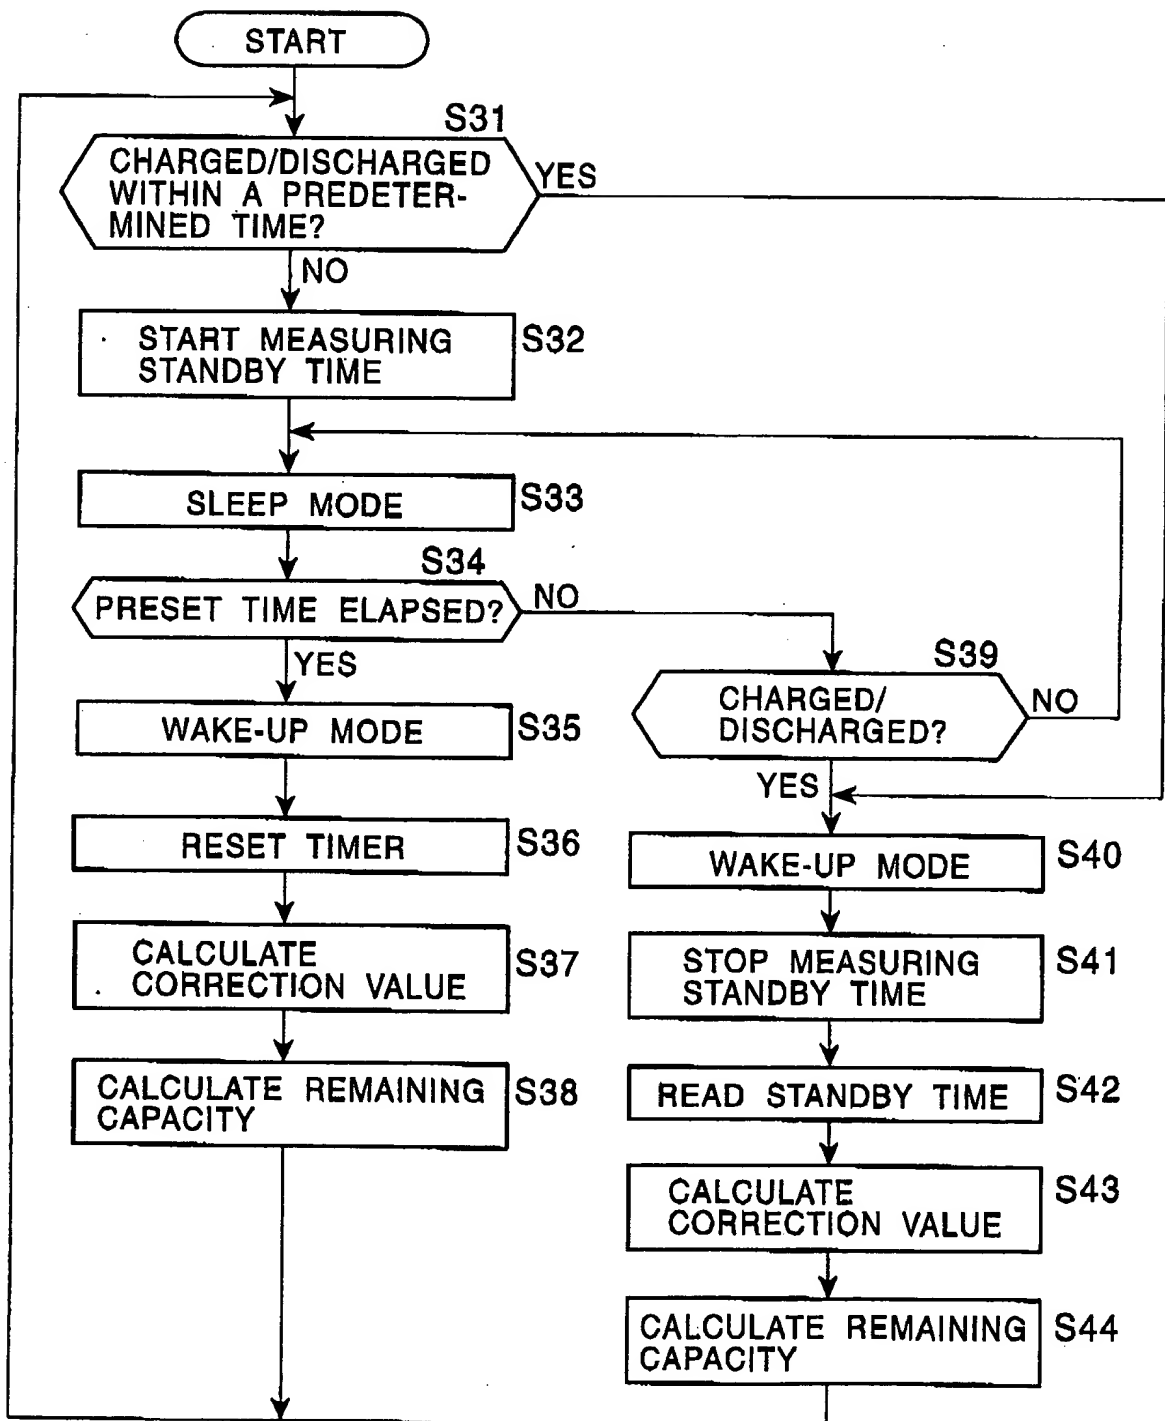 START
S31
CHARGED/DISCHARGED
WITHIN A PREDETER-
MINED TIME?
YES
NO
START MEASURING
STANDBY TIME
S32
SLEEP MODE
S33
S34
PRESET TIME ELAPSED?
NO
YES
S39
CHARGED/
DISCHARGED?
NO
YES
WAKE-UP MODE
S35
RESET TIMER
S36
CALCULATE
CORRECTION VALUE
S37
CALCULATE REMAINING
CAPACITY
S38
WAKE-UP MODE
S40
STOP MEASURING
STANDBY TIME
S41
READ STANDBY TIME
S42
CALCULATE
CORRECTION VALUE
S43
CALCULATE REMAINING
CAPACITY
S44